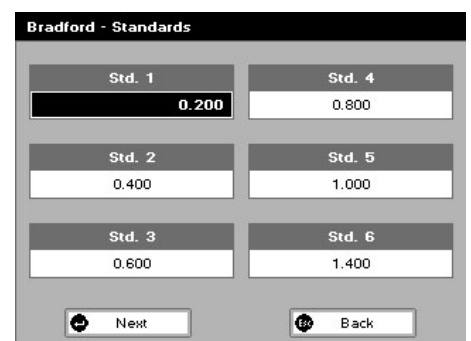 Bradford - Standards
Std. 1
0.200
Std. 4
0.800
Std. 2
0.400
Std. 5
1.000
Std. 3
0.600
Std. 6
1.400
Next
Esc Back